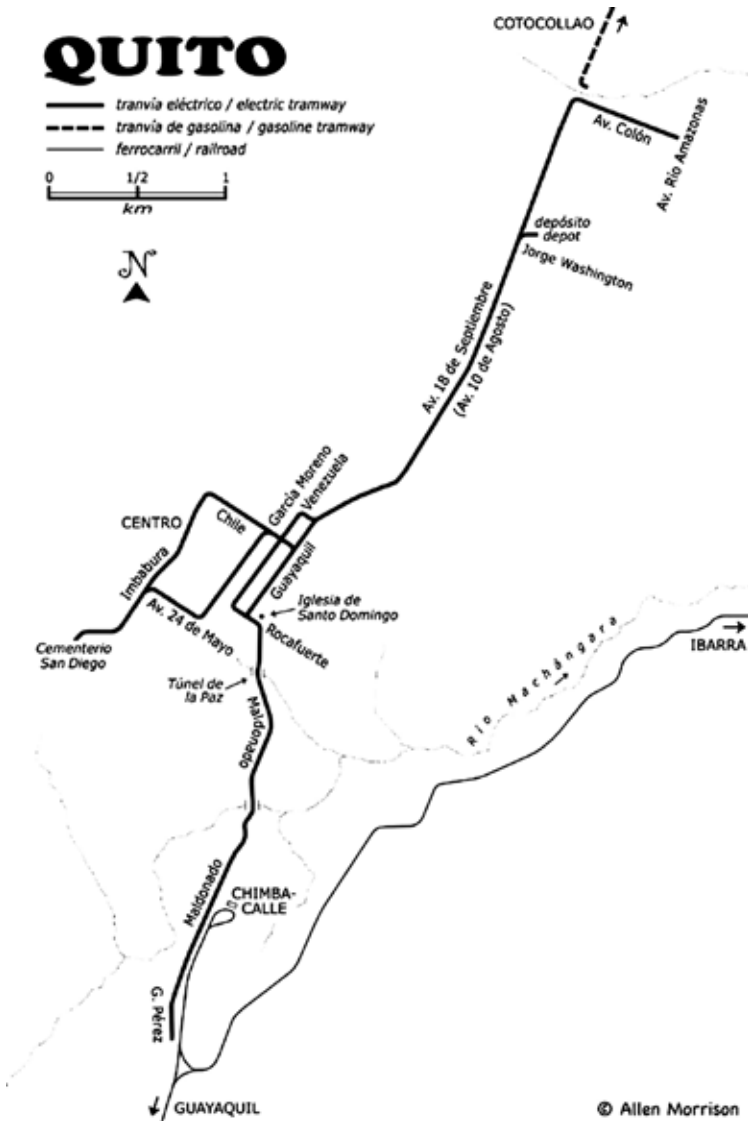 QUITO
COTOCOLLAO
tranvía eléctrico / electric tramway
tranvía de gasolina / gasoline tramway
ferrocarril / railroad
0 1/2 1
km
N
Av. Colón
Av. Río Amazonas
depósito
depot
Jorge Washington
Av. 18 de Septiembre
(Av. 10 de Agosto)
García Moreno
Venezuela
CENTRO
Chile
Guayaquil
Imbabura
Av. 24 de Mayo
Iglesia de
Santo Domingo
Rocafuerte
Cementerio
San Diego
Túnel de
la Paz
Maldonado
Río Machángara
IBARRA
Maldonado
CHIMBA-
CALLE
G. Pérez
GUAYAQUIL
© Allen Morrison